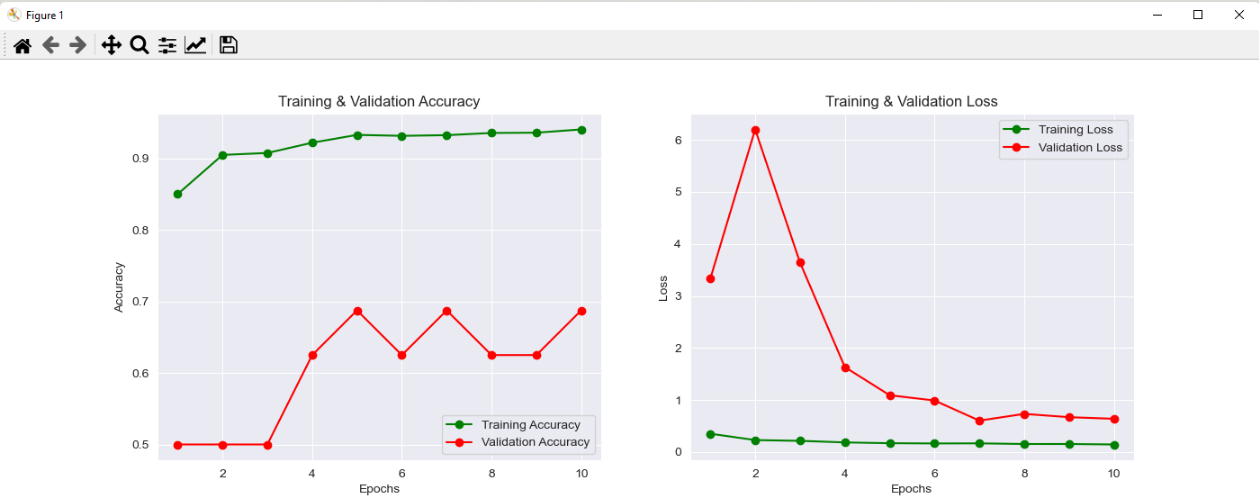 Figure 1
Training & Validation Accuracy
0.9
0.8
0.7
0.6
0.5
Accuracy
2
4
6
8
10
Epochs
Training Accuracy
Validation Accuracy
Training & Validation Loss
6
5
4
3
2
1
0
Loss
2
4
6
8
10
Epochs
Training Loss
Validation Loss